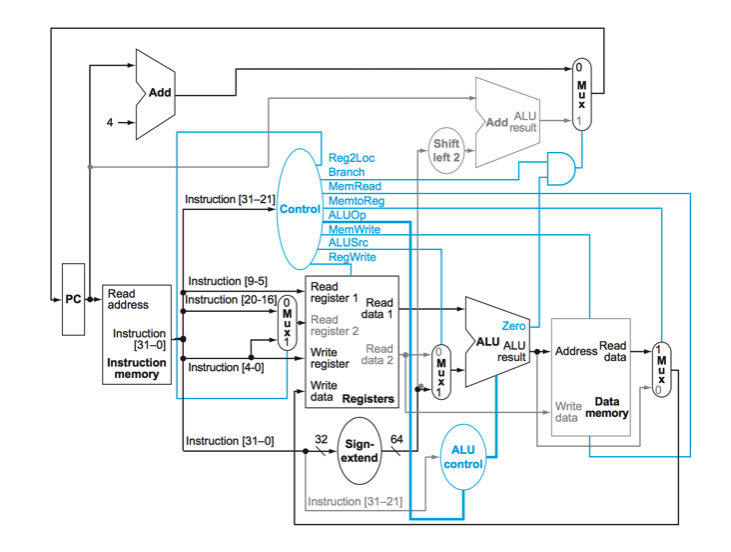 0
M
u
x
1
Add
4
Add
ALU
result
Shift
left 2
Reg2Loc
Branch
MemRead
MemtoReg
ALUOp
MemWrite
ALUSrc
RegWrite
Control
Instruction [31–21]
PC
Read
address
Instruction
[31–0]
Instruction
memory
Instruction [9-5]
Instruction [20-16]
Instruction [4-0]
0
M
u
x
1
Read
register 1
Read
register 2
Write
register
Write
data
Read
data 1
Read
data 2
Registers
0
M
u
x
1
Zero
ALU
ALU
result
Address
Read
data
Write
data
Data
memory
1
M
u
x
0
Instruction [31–0]
32
Sign-
extend
64
ALU
control
Instruction [31–21]